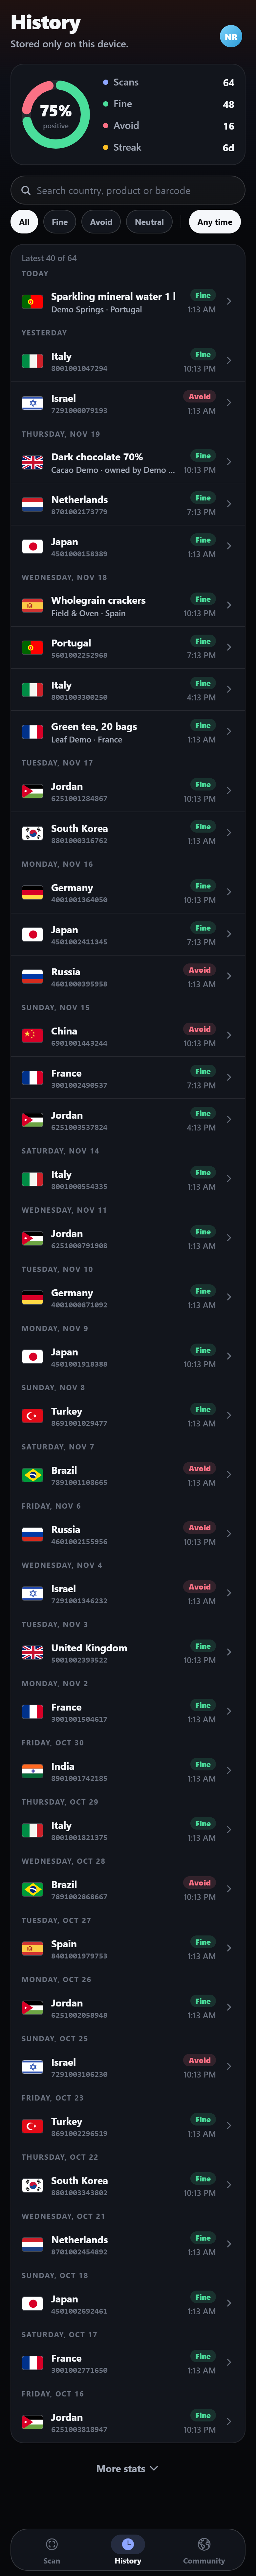 History
Stored only on this device.
NR
75%
positive
Scans 64
Fine 48
Avoid 16
Streak 6d
Search country, product or barcode
All Fine Avoid Neutral Any time
Latest 40 of 64
TODAY
Sparkling mineral water 1 l Fine
Demo Springs · Portugal 1:13 AM
YESTERDAY
Italy Fine
8001001047294 10:13 PM
Israel Avoid
7291000079193 1:13 AM
THURSDAY, NOV 19
Dark chocolate 70% Fine
Cacao Demo · owned by Demo ... 10:13 PM
Netherlands Fine
8701002173779 7:13 PM
Japan Fine
4501000158389 1:13 AM
WEDNESDAY, NOV 18
Wholegrain crackers Fine
Field & Oven · Spain 10:13 PM
Portugal Fine
5601002252968 7:13 PM
Italy Fine
8001003300250 4:13 PM
Green tea, 20 bags Fine
Leaf Demo · France 1:13 AM
TUESDAY, NOV 17
Jordan Fine
6251001284867 10:13 PM
South Korea Fine
8801000316762 1:13 AM
MONDAY, NOV 16
Germany Fine
4001001364050 10:13 PM
Japan Fine
4501002411345 7:13 PM
Russia Avoid
4601000395958 1:13 AM
SUNDAY, NOV 15
China Avoid
6901001443244 10:13 PM
France Fine
3001002490537 7:13 PM
Jordan Fine
6251003537824 4:13 PM
SATURDAY, NOV 14
Italy Fine
8001000554335 1:13 AM
WEDNESDAY, NOV 11
Jordan Fine
6251000791908 1:13 AM
TUESDAY, NOV 10
Germany Fine
4001000871092 1:13 AM
MONDAY, NOV 9
Japan Fine
4501001918388 10:13 PM
SUNDAY, NOV 8
Turkey Fine
8691001029477 1:13 AM
SATURDAY, NOV 7
Brazil Avoid
7891001108665 1:13 AM
FRIDAY, NOV 6
Russia Avoid
4601002155956 10:13 PM
WEDNESDAY, NOV 4
Israel Avoid
7291001346232 1:13 AM
TUESDAY, NOV 3
United Kingdom Fine
5001002393522 10:13 PM
MONDAY, NOV 2
France Fine
3001001504617 1:13 AM
FRIDAY, OCT 30
India Fine
8901001742185 1:13 AM
THURSDAY, OCT 29
Italy Fine
8001001821375 1:13 AM
WEDNESDAY, OCT 28
Brazil Avoid
7891002868667 10:13 PM
TUESDAY, OCT 27
Spain Fine
8401001979753 1:13 AM
MONDAY, OCT 26
Jordan Fine
6251002058948 1:13 AM
SUNDAY, OCT 25
Israel Avoid
7291003106230 10:13 PM
FRIDAY, OCT 23
Turkey Fine
8691002296519 1:13 AM
THURSDAY, OCT 22
South Korea Fine
8801003343802 10:13 PM
WEDNESDAY, OCT 21
Netherlands Fine
8701002454892 1:13 AM
SUNDAY, OCT 18
Japan Fine
4501002692461 1:13 AM
SATURDAY, OCT 17
France Fine
3001002771650 1:13 AM
FRIDAY, OCT 16
Jordan Fine
6251003818947 10:13 PM
More stats
Scan History Community